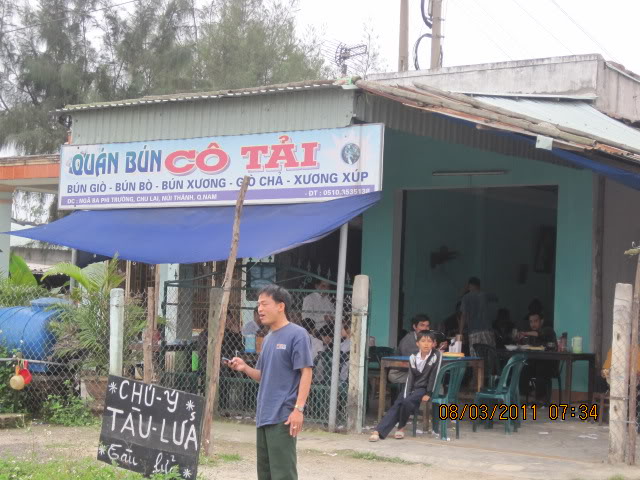 QUÁN BÚN CÔ TẢI
BÚN GIÒ - BÚN BÒ - BÚN XƯƠNG - GIÒ CHẢ - XƯƠNG XÚP
ĐC : NGÃ BA PHI TRƯỜNG, CHU LAI, NÚI THÀNH, Q.NAM - ĐT : 0510.3535138
CHÚ-Ý
TÀU-LỬA
08/03/2011 07:34